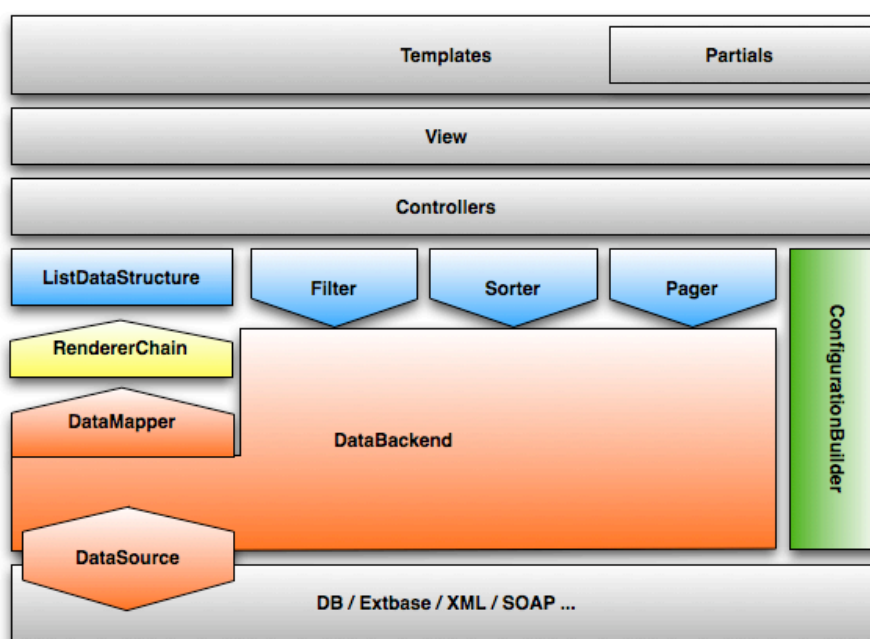 Templates
Partials
View
Controllers
ListDataStructure
Filter
Sorter
Pager
ConfigurationBuilder
RendererChain
DataMapper
DataBackend
DataSource
DB / Extbase / XML / SOAP ...